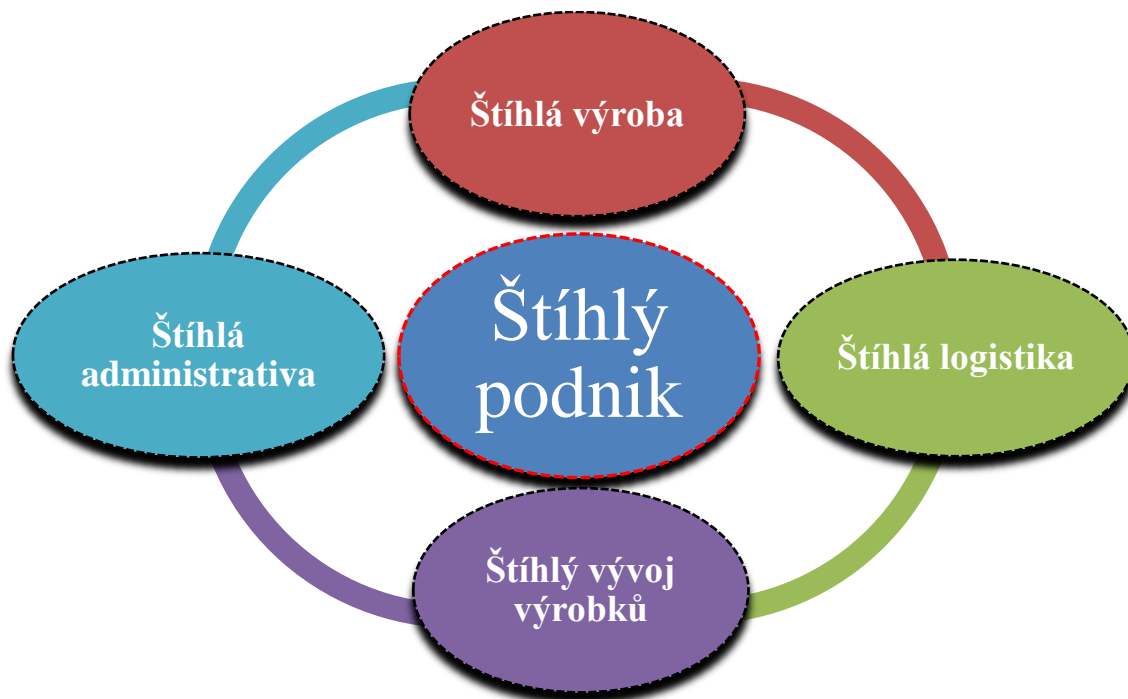 Štíhlá výroba
Štíhlá
administrativa
Štíhlý
podnik
Štíhlá logistika
Štíhlý vývoj
výrobků